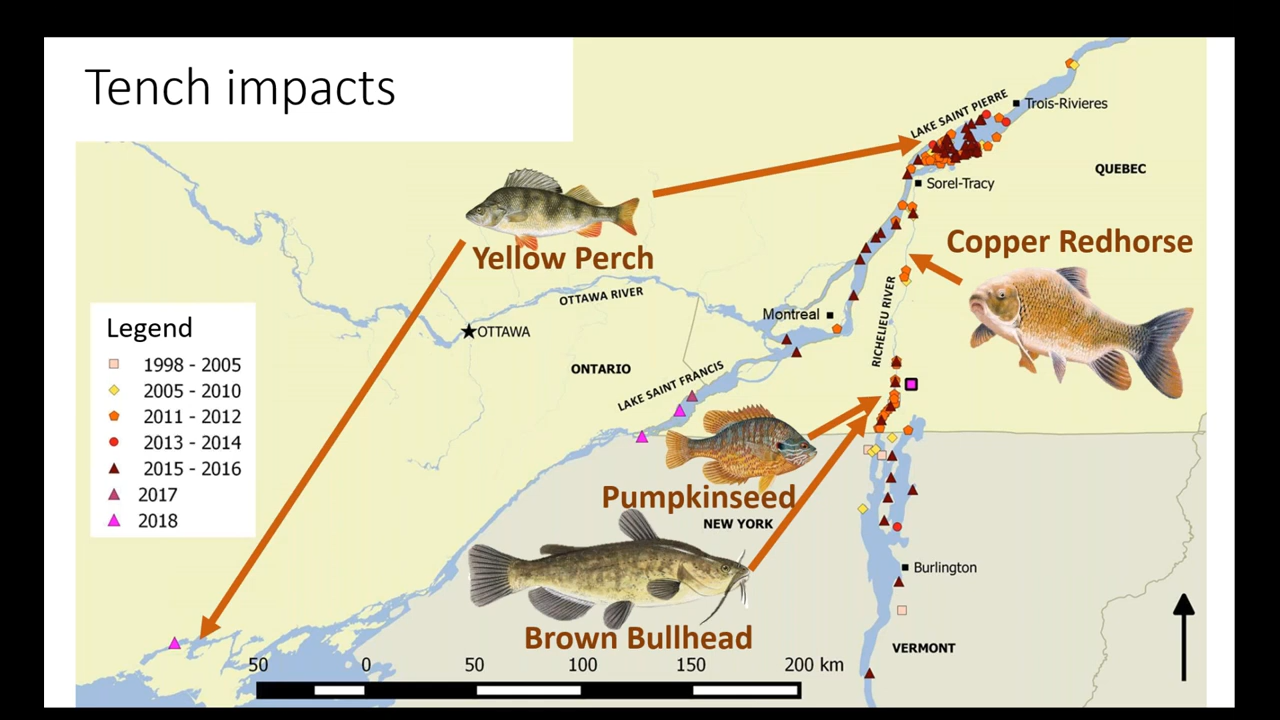 Tench impacts
LAKE SAINT PIERRE
Trois-Rivieres
QUEBEC
Sorel-Tracy
Yellow Perch
Copper Redhorse
OTTAWA RIVER
RICHELIEU RIVER
Montreal
OTTAWA
ONTARIO
LAKE SAINT FRANCIS
Legend
1998 - 2005
2005 - 2010
2011 - 2012
2013 - 2014
2015 - 2016
2017
2018
Pumpkinseed
NEW YORK
Burlington
Brown Bullhead
VERMONT
50 0 50 100 150 200 km